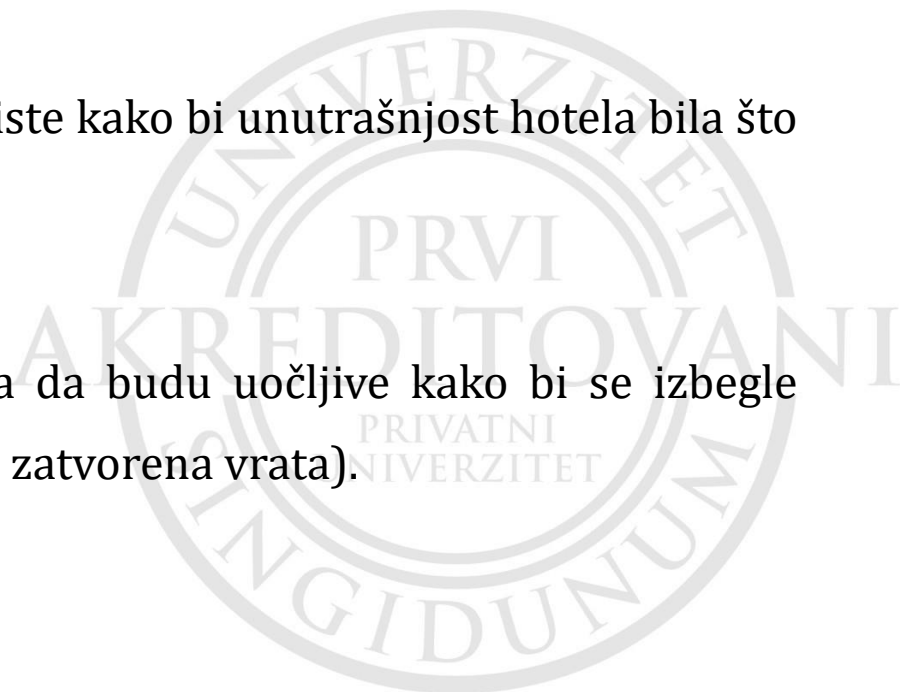 iste kako bi unutrašnjost hotela bila što
a da budu uočljive kako bi se izbegle
zatvorena vrata).
UNIVERZITET
PRVI
AKREDITOVANI
PRIVATNI
UNIVERZITET
SINGIDUNUM